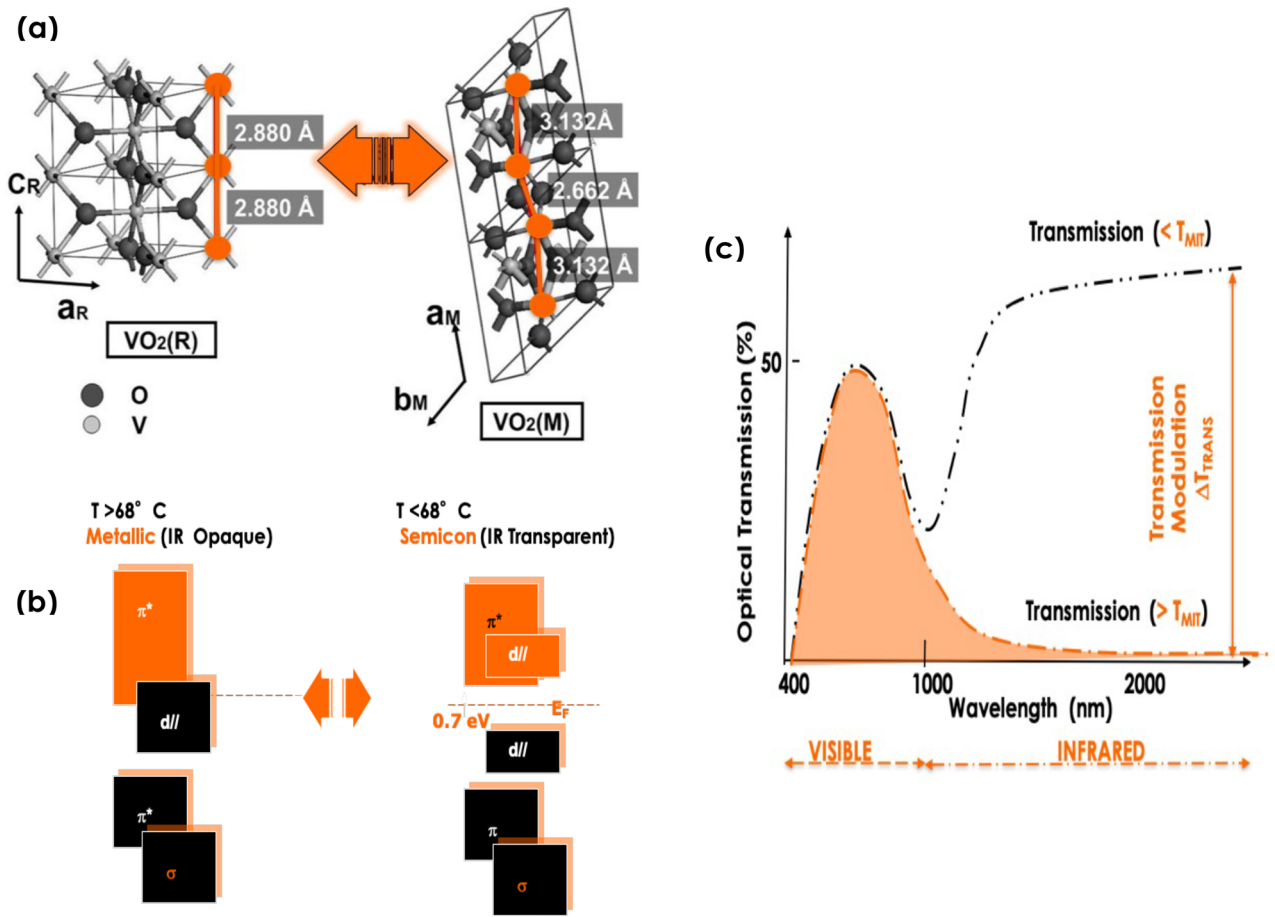 (a)
2.880 Å
2.880 Å
CR
aR
VO2(R)
O
V
3.132Å
2.662 Å
3.132 Å
aM
bM
VO2(M)
T >68° C
Metallic (IR Opaque)
T <68° C
Semicon (IR Transparent)
(b)
π*
d//
π*
σ
π*
d//
EF
0.7 eV
d//
π
σ
(c)
Transmission (< TMIT)
Optical Transmission (%)
50
Transmission
Modulation
ΔTTRANS
Transmission (> TMIT)
400
1000
2000
Wavelength (nm)
VISIBLE
INFRARED